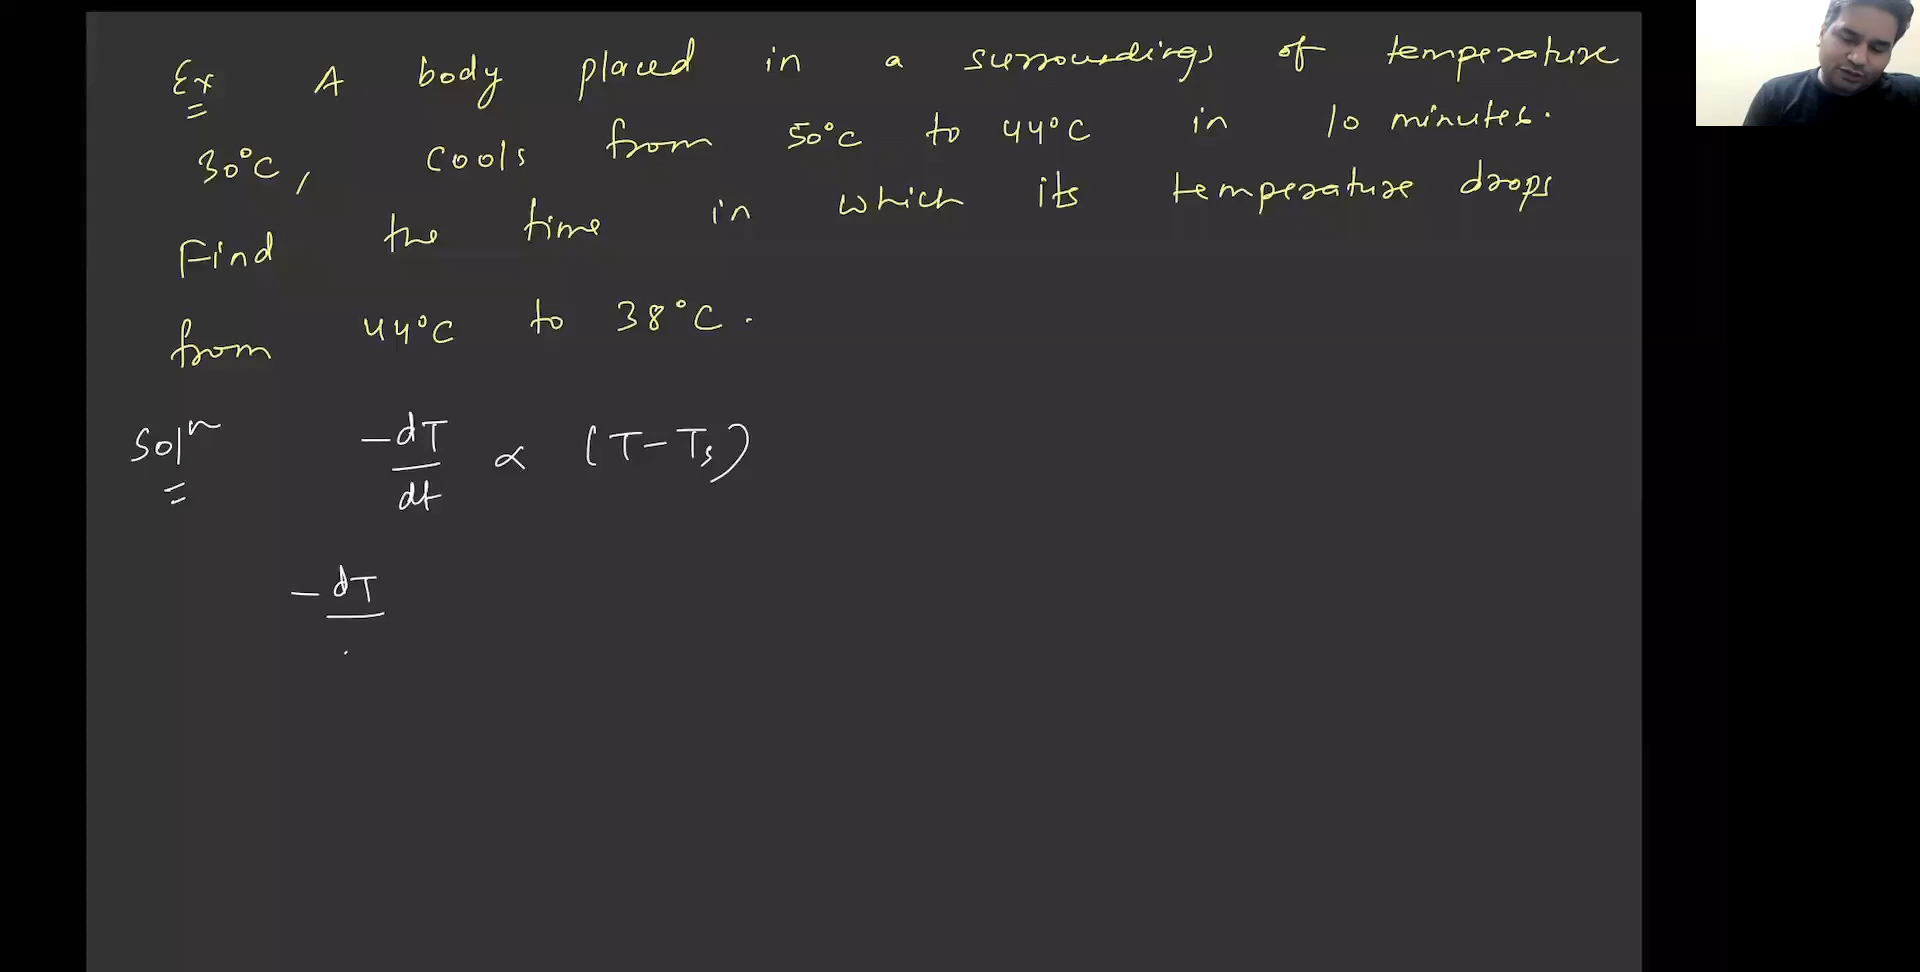 Ex A body placed in a surroundings of temperature
30°C, cools from 50°C to 44°C in 10 minutes.
Find the time in which its temperature drops
from 44°C to 38°C.
Solⁿ -dT/dt ∝ (T-Ts)
-dT